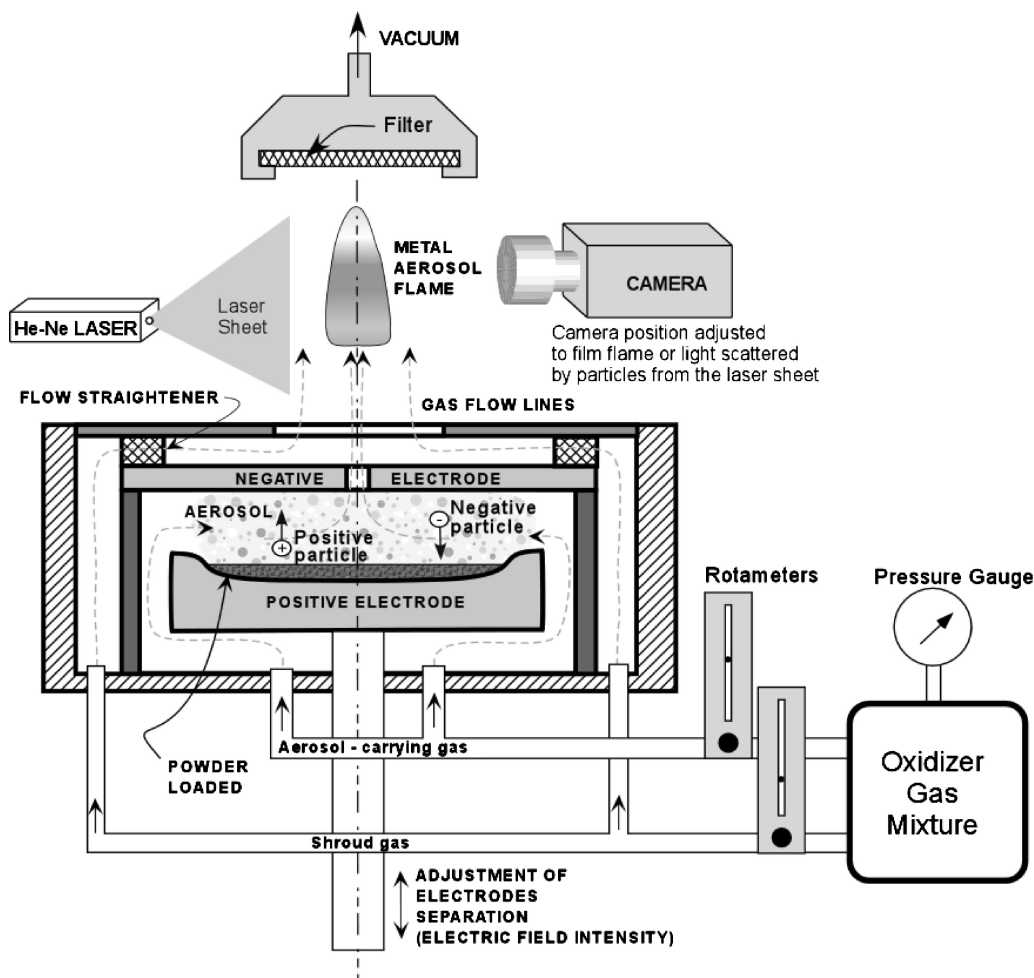 VACUUM
Filter
METAL
AEROSOL
FLAME
CAMERA
Laser
Sheet
He-Ne LASER
Camera position adjusted
to film flame or light scattered
by particles from the laser sheet
FLOW STRAIGHTENER
GAS FLOW LINES
NEGATIVE ELECTRODE
AEROSOL
+
Positive
particle
-
Negative
particle
POSITIVE ELECTRODE
Rotameters
Pressure Gauge
Aerosol - carrying gas
POWDER
LOADED
Oxidizer
Gas
Mixture
Shroud gas
ADJUSTMENT OF
ELECTRODES
SEPARATION
(ELECTRIC FIELD INTENSITY)